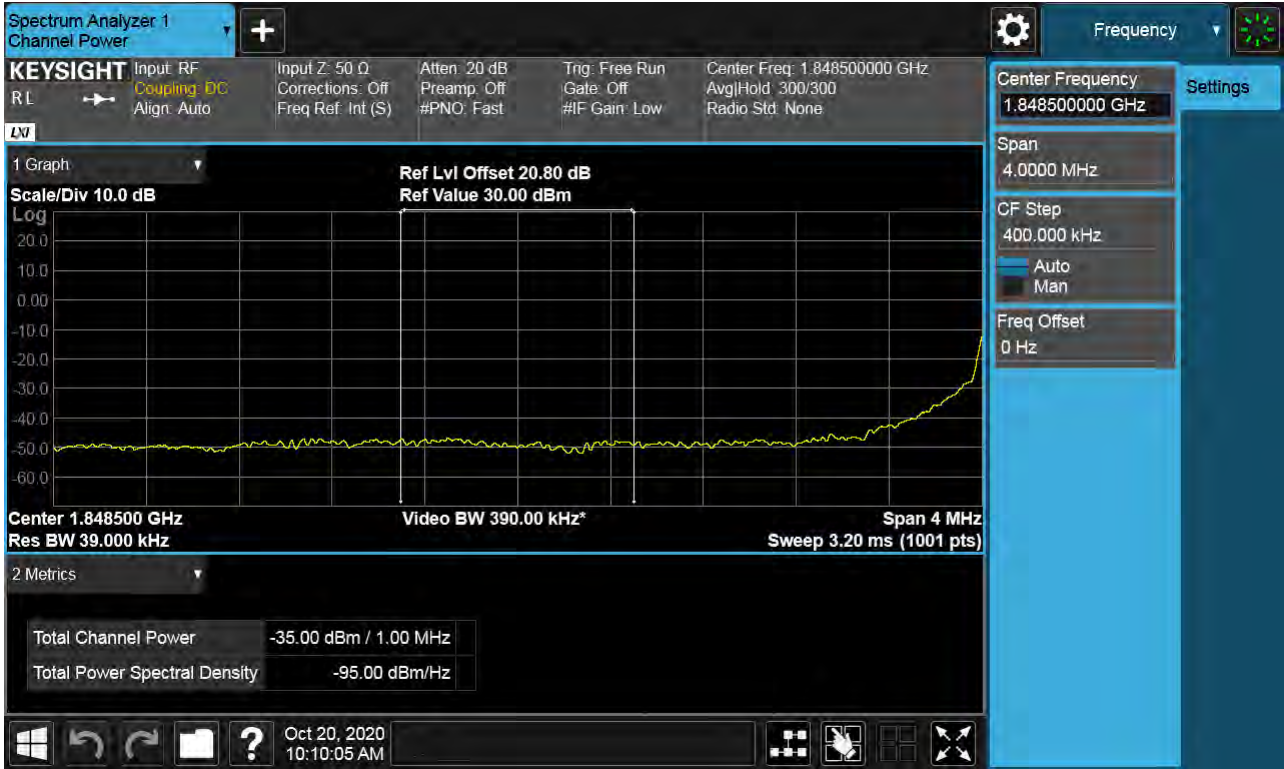 Spectrum Analyzer 1
Channel Power
+
Frequency
KEYSIGHT
R L
LXI
Input: RF
Coupling: DC
Align: Auto
Input Z: 50 Ω
Corrections: Off
Freq Ref: Int (S)
Atten: 20 dB
Preamp: Off
#PNO: Fast
Trig: Free Run
Gate: Off
#IF Gain: Low
Center Freq: 1.848500000 GHz
Avg|Hold: 300/300
Radio Std: None
1 Graph
Scale/Div 10.0 dB
Ref Lvl Offset 20.80 dB
Ref Value 30.00 dBm
Log
20.0
10.0
0.00
-10.0
-20.0
-30.0
-40.0
-50.0
-60.0
Center 1.848500 GHz
Video BW 390.00 kHz*
Span 4 MHz
Res BW 39.000 kHz
Sweep 3.20 ms (1001 pts)
2 Metrics
Total Channel Power -35.00 dBm / 1.00 MHz
Total Power Spectral Density -95.00 dBm/Hz
?
Oct 20, 2020
10:10:05 AM
Center Frequency
1.848500000 GHz
Settings
Span
4.0000 MHz
CF Step
400.000 kHz
Auto
Man
Freq Offset
0 Hz